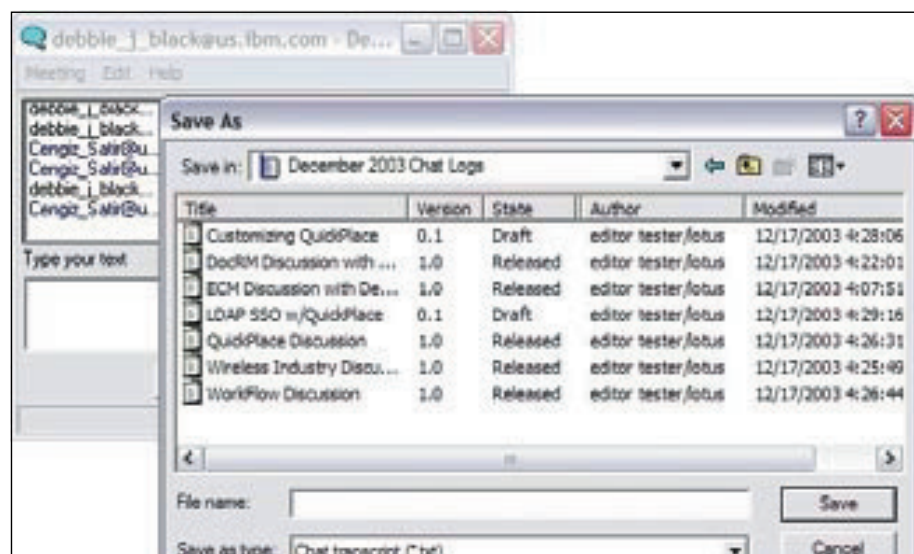 debbie_j_black@us.ibm.com - De...
Meeting Edit Help
debbie_j_black...
debbie_j_black...
Cengiz_Satir@u...
Cengiz_Satir@u...
debbie_j_black...
Cengiz_Satir@u...
Type your text
Save As
Save in: December 2003 Chat Logs
Title Version State Author Modified
Customizing QuickPlace 0.1 Draft editor tester/lotus 12/17/2003 4:28:06
DocRM Discussion with ... 1.0 Released editor tester/lotus 12/17/2003 4:22:01
ECM Discussion with De... 1.0 Released editor tester/lotus 12/17/2003 4:07:51
LDAP SSO w/QuickPlace 0.1 Draft editor tester/lotus 12/17/2003 4:29:16
QuickPlace Discussion 1.0 Released editor tester/lotus 12/17/2003 4:26:31
Wireless Industry Discu... 1.0 Released editor tester/lotus 12/17/2003 4:25:49
WorkFlow Discussion 1.0 Released editor tester/lotus 12/17/2003 4:26:44
File name: Save
Save as type: Chat transcript (*.txt) Cancel